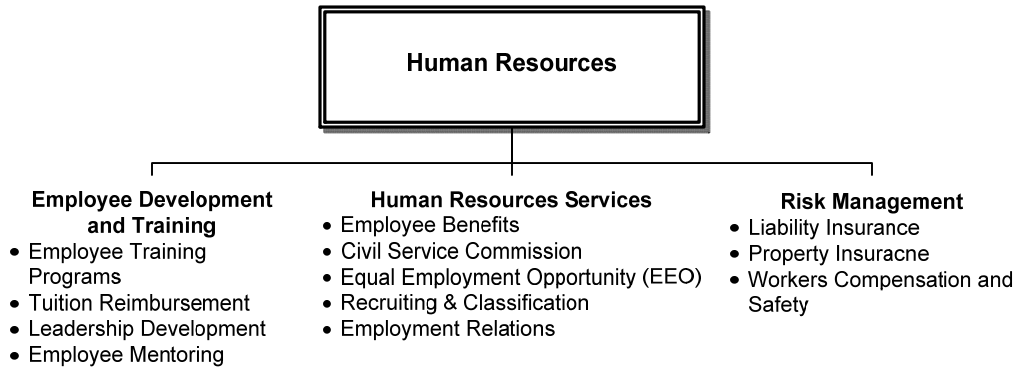 Human Resources
Employee Development
and Training
• Employee Training
Programs
• Tuition Reimbursement
• Leadership Development
• Employee Mentoring
Human Resources Services
• Employee Benefits
• Civil Service Commission
• Equal Employment Opportunity (EEO)
• Recruiting & Classification
• Employment Relations
Risk Management
• Liability Insurance
• Property Insuracne
• Workers Compensation and
Safety